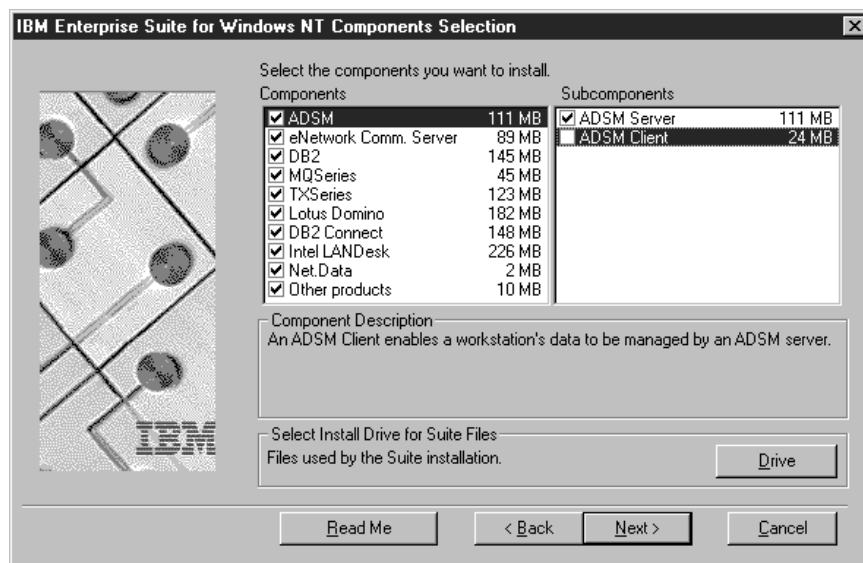 IBM Enterprise Suite for Windows NT Components Selection
Select the components you want to install.
Components Subcomponents
ADSM 111 MB ADSM Server 111 MB
eNetwork Comm. Server 89 MB ADSM Client 24 MB
DB2 145 MB
MQSeries 45 MB
TXSeries 123 MB
Lotus Domino 182 MB
DB2 Connect 148 MB
Intel LANDesk 226 MB
Net.Data 2 MB
Other products 10 MB
Component Description
An ADSM Client enables a workstation's data to be managed by an ADSM server.
IBM
Select Install Drive for Suite Files
Files used by the Suite installation. Drive
Read Me < Back Next > Cancel